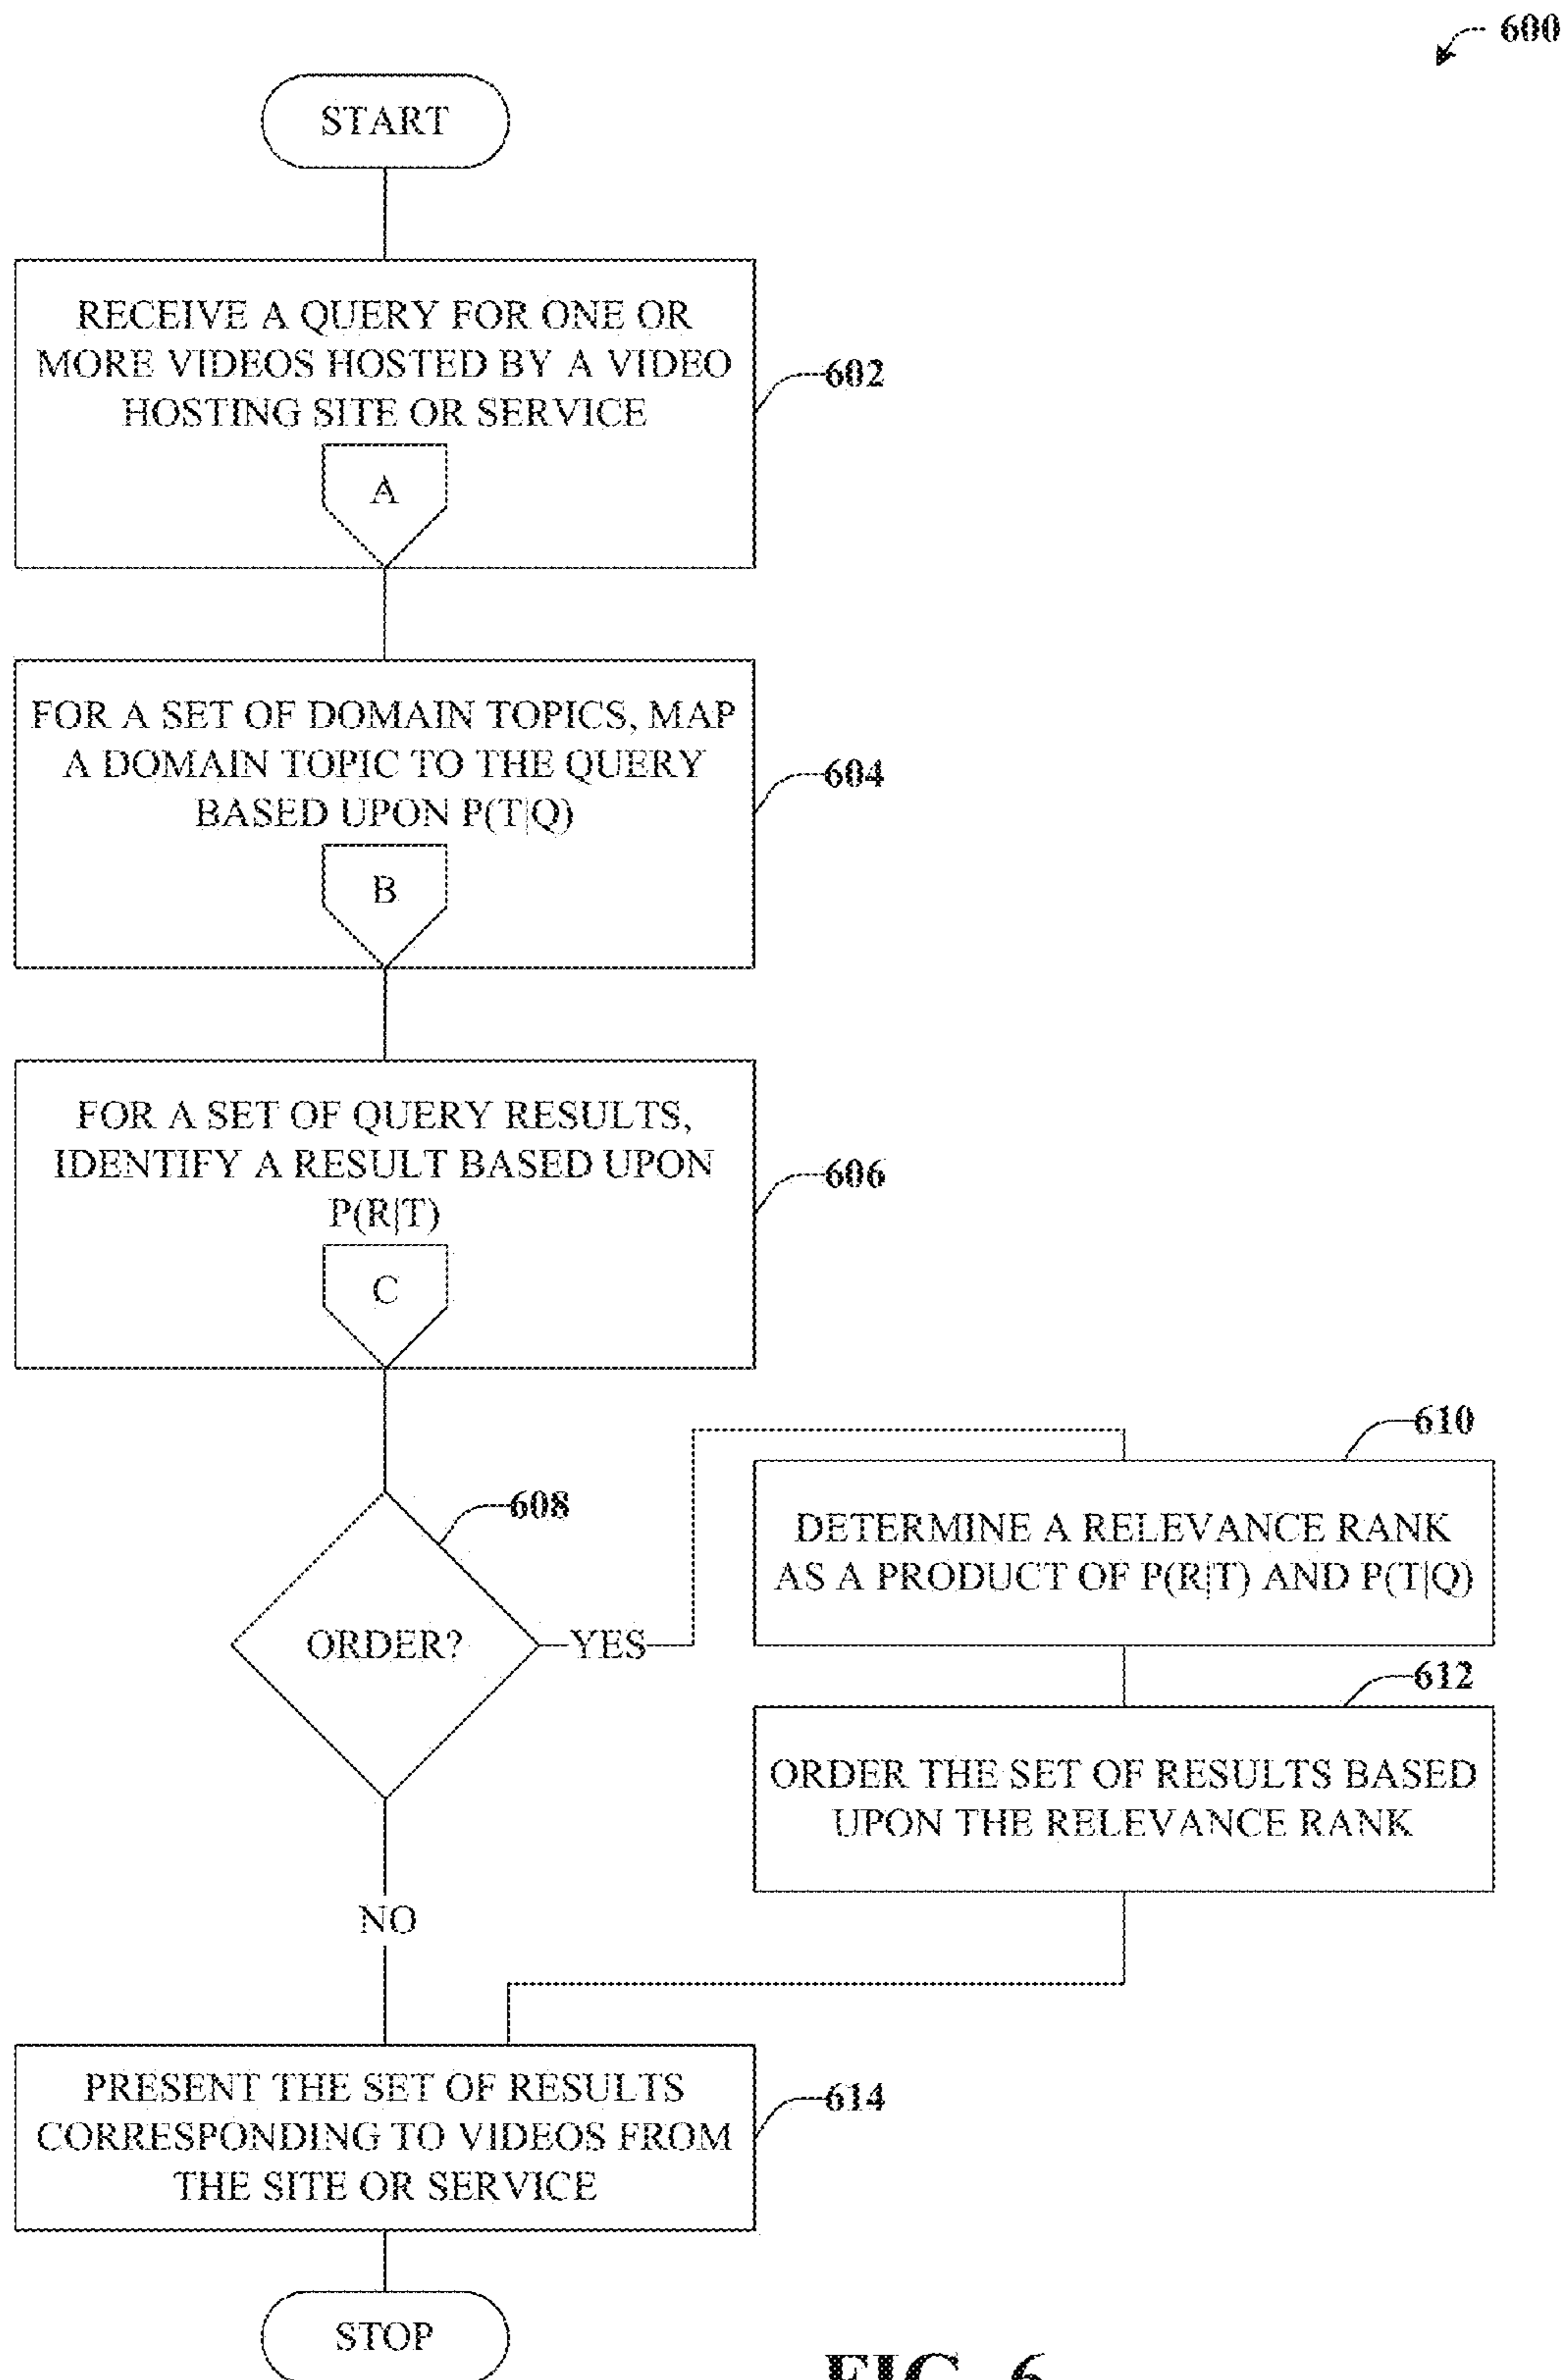 600
START
RECEIVE A QUERY FOR ONE OR
MORE VIDEOS HOSTED BY A VIDEO
HOSTING SITE OR SERVICE
602
A
FOR A SET OF DOMAIN TOPICS, MAP
A DOMAIN TOPIC TO THE QUERY
BASED UPON P(T|Q)
604
B
FOR A SET OF QUERY RESULTS,
IDENTIFY A RESULT BASED UPON
P(R|T)
606
C
608
ORDER?
YES
610
DETERMINE A RELEVANCE RANK
AS A PRODUCT OF P(R|T) AND P(T|Q)
612
ORDER THE SET OF RESULTS BASED
UPON THE RELEVANCE RANK
NO
PRESENT THE SET OF RESULTS
CORRESPONDING TO VIDEOS FROM
THE SITE OR SERVICE
614
STOP
FIG. 6